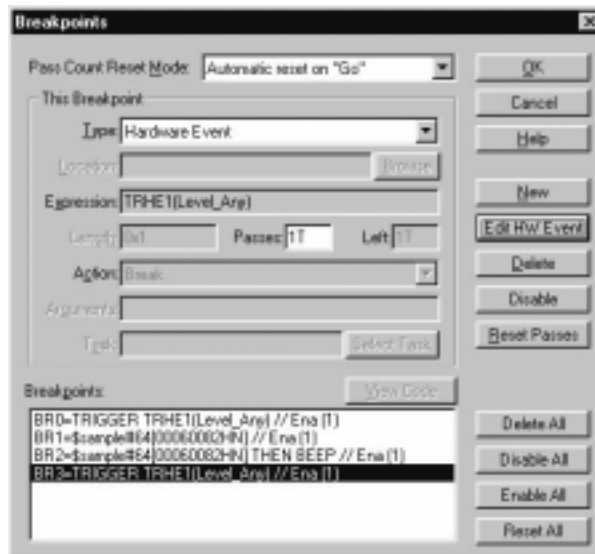 Breakpoints
Pass Count Reset Mode: Automatic reset on "Go"
OK
This Breakpoint
Cancel
Type: Hardware Event
Help
Location:
Browse
Expression: TRHE1(Level_Any)
New
Length: 0x1 Passes: 1T Left: 1T
Edit HW Event
Action: Break
Delete
Arguments:
Disable
Task:
Select Task
Reset Passes
Breakpoints:
View Code
BR0=TRIGGER TRHE1(Level_Any) // Ena (1)
BR1=$sample#64[00060082HN] // Ena (1)
BR2=$sample#64[00060082HN] THEN BEEP // Ena (1)
BR3=TRIGGER TRHE1(Level_Any) // Ena (1)
Delete All
Disable All
Enable All
Reset All